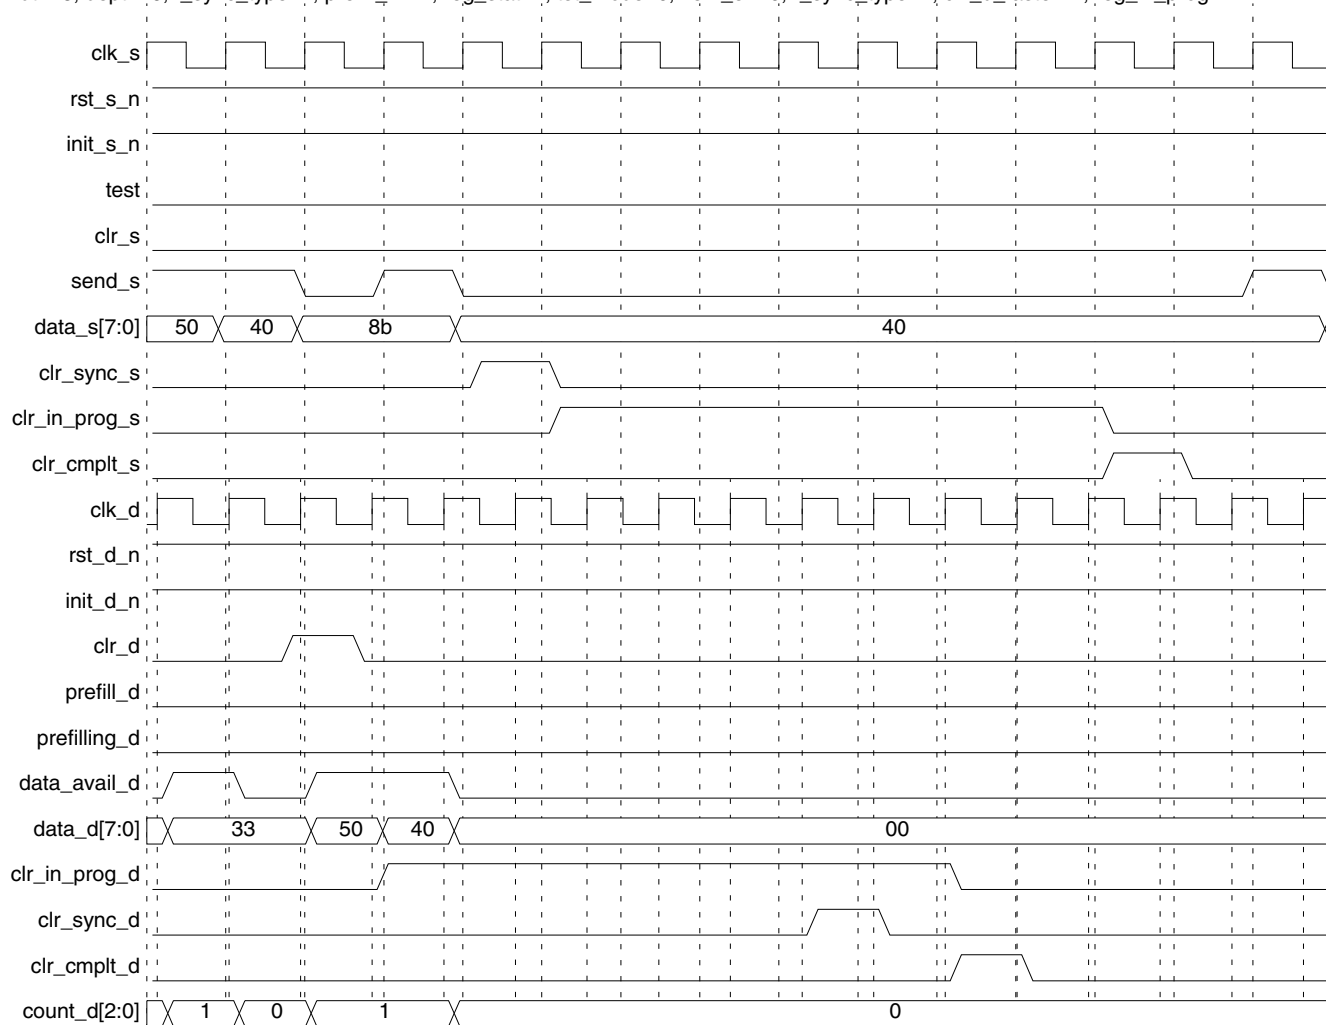 clk_s
rst_s_n
init_s_n
test
clr_s
send_s
data_s[7:0] 50 40 8b 40
clr_sync_s
clr_in_prog_s
clr_cmplt_s
clk_d
rst_d_n
init_d_n
clr_d
prefill_d
prefilling_d
data_avail_d
data_d[7:0] 33 50 40 00
clr_in_prog_d
clr_sync_d
clr_cmplt_d
count_d[2:0] 1 0 1 0